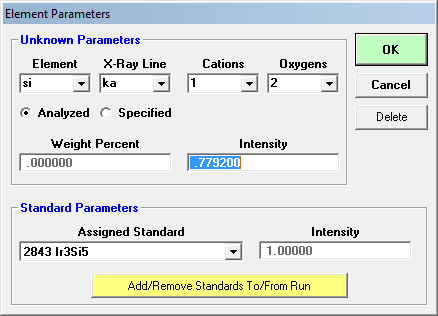 Element Parameters
Unknown Parameters
Element X-Ray Line Cations Oxygens
si ka 1 2
Analyzed Specified
Weight Percent Intensity
.000000 .779200
OK
Cancel
Delete
Standard Parameters
Assigned Standard Intensity
2843 Ir3Si5 1.00000
Add/Remove Standards To/From Run